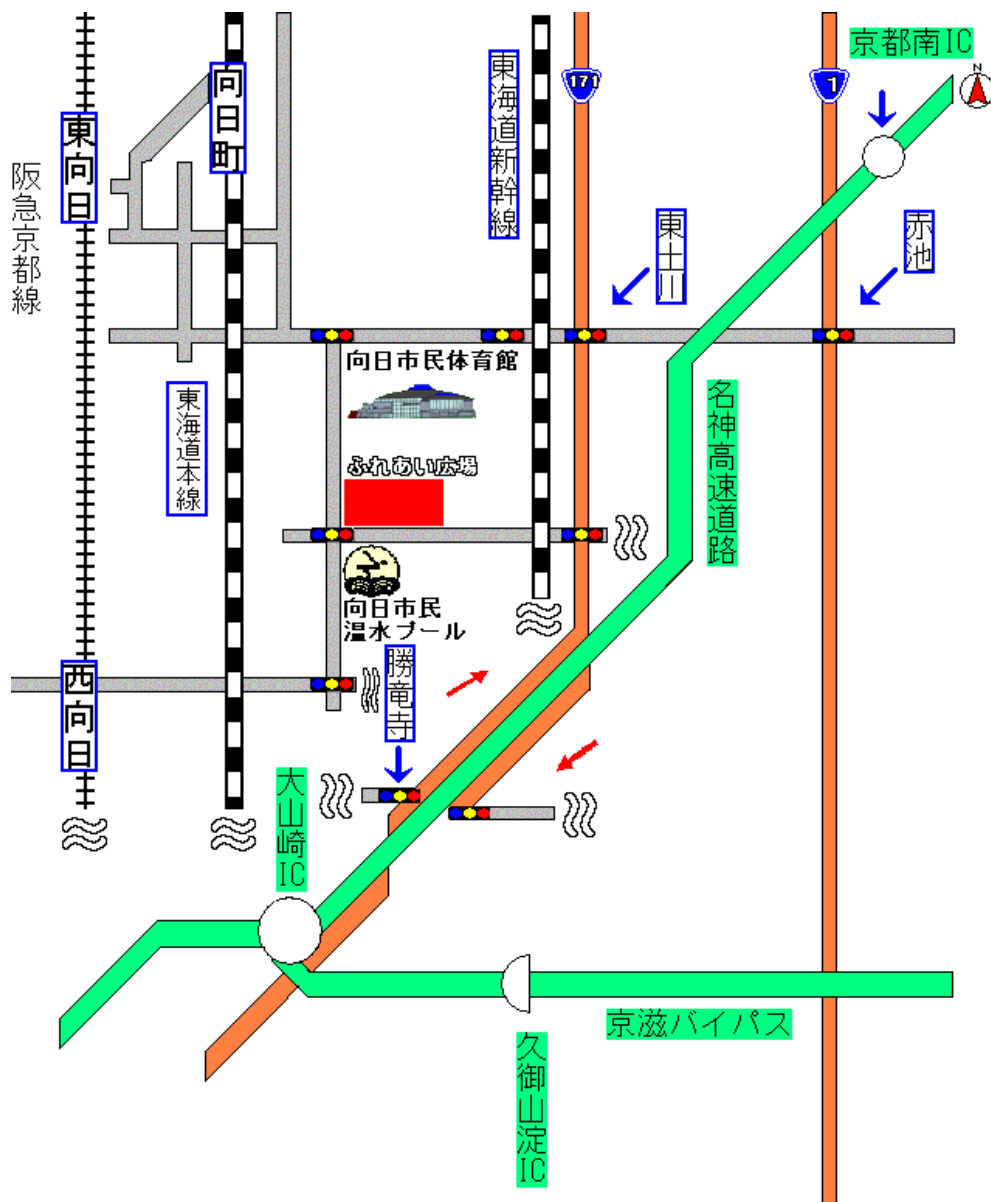 京都南IC
N
向日町
東海道新幹線
171
1
東向日
阪急京都線
東土川
赤池
向日市民体育館
東海道本線
名神高速道路
ふれあい広場
向日市民
温水プール
西向日
勝竜寺
大山崎IC
京滋バイパス
久御山淀IC